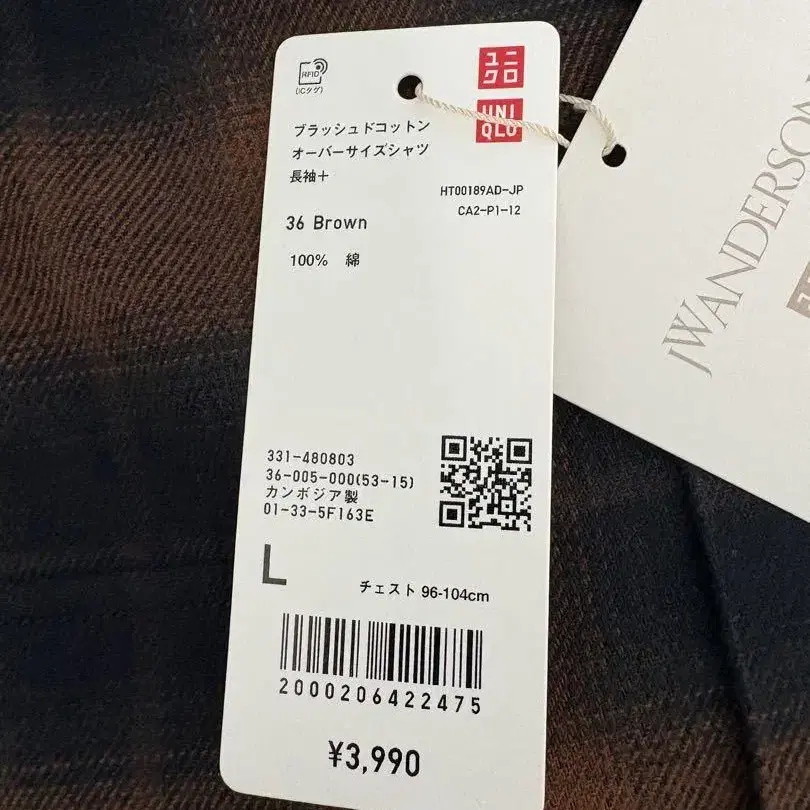 RFID
(ICタグ)
ユニ
クロ
UNI
QLO
ブラッシュドコットン
オーバーサイズシャツ
長袖+
HT00189AD-JP
CA2-P1-12
36 Brown
100% 綿
331-480803
36-005-000(53-15)
カンボジア製
01-33-5F163E
L
チェスト 96-104cm
2000206422475
¥3,990
JWANDERSON